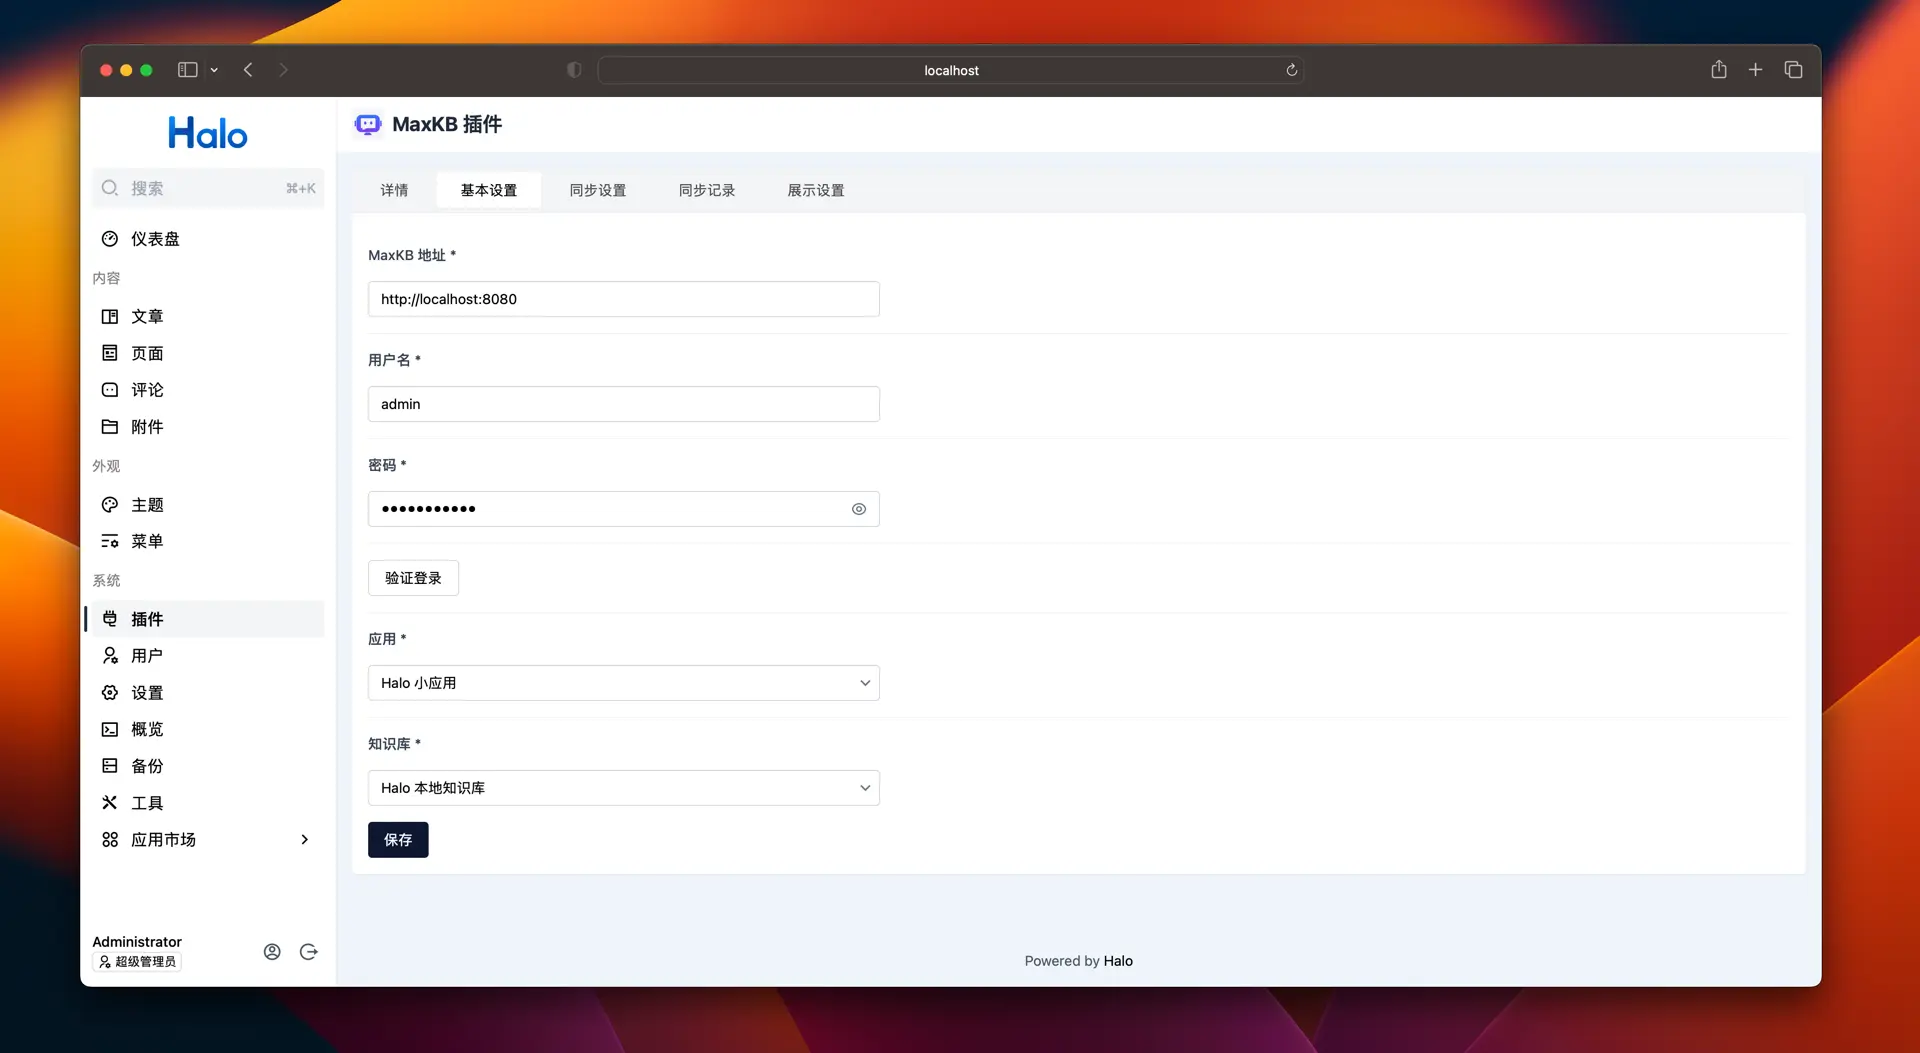 localhost
Halo
搜索 ⌘+K
仪表盘
内容
文章
页面
评论
附件
外观
主题
菜单
系统
插件
用户
设置
概览
备份
工具
应用市场
Administrator
超级管理员
MaxKB 插件
详情 基本设置 同步设置 同步记录 展示设置
MaxKB 地址 *
http://localhost:8080
用户名 *
admin
密码 *
•••••••••••
验证登录
应用 *
Halo 小应用
知识库 *
Halo 本地知识库
保存
Powered by Halo